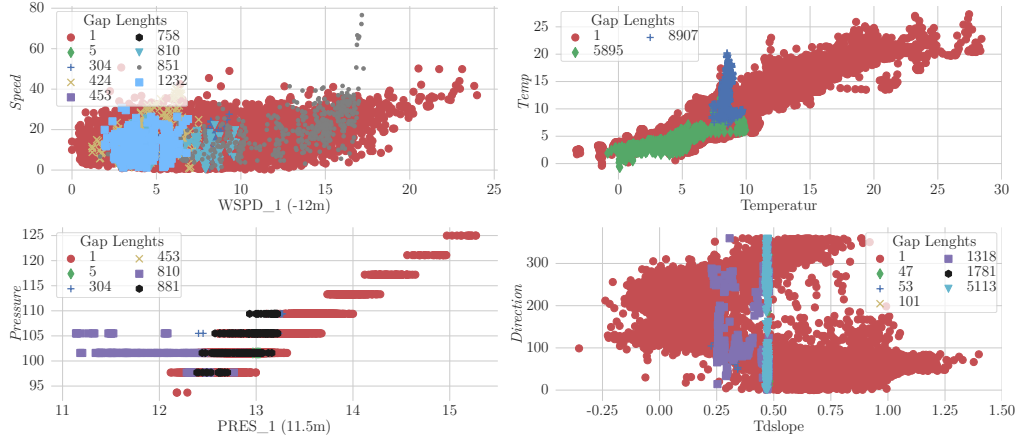 80
60
40
20
0
Speed
Gap Lenghts
1 758
5 810
304 851
424 1232
453
0 5 10 15 20 25
WSPD_1 (-12m)
25
20
15
10
5
0
Temp
Gap Lenghts
1 8907
5895
0 5 10 15 20 25 30
Temperatur
125
120
115
110
105
100
95
Pressure
Gap Lenghts
1 453
5 810
304 881
11 12 13 14 15
PRES_1 (11.5m)
300
200
100
0
Direction
Gap Lenghts
1 1318
47 1781
53 5113
101
-0.25 0.00 0.25 0.50 0.75 1.00 1.25 1.50
Tdslope